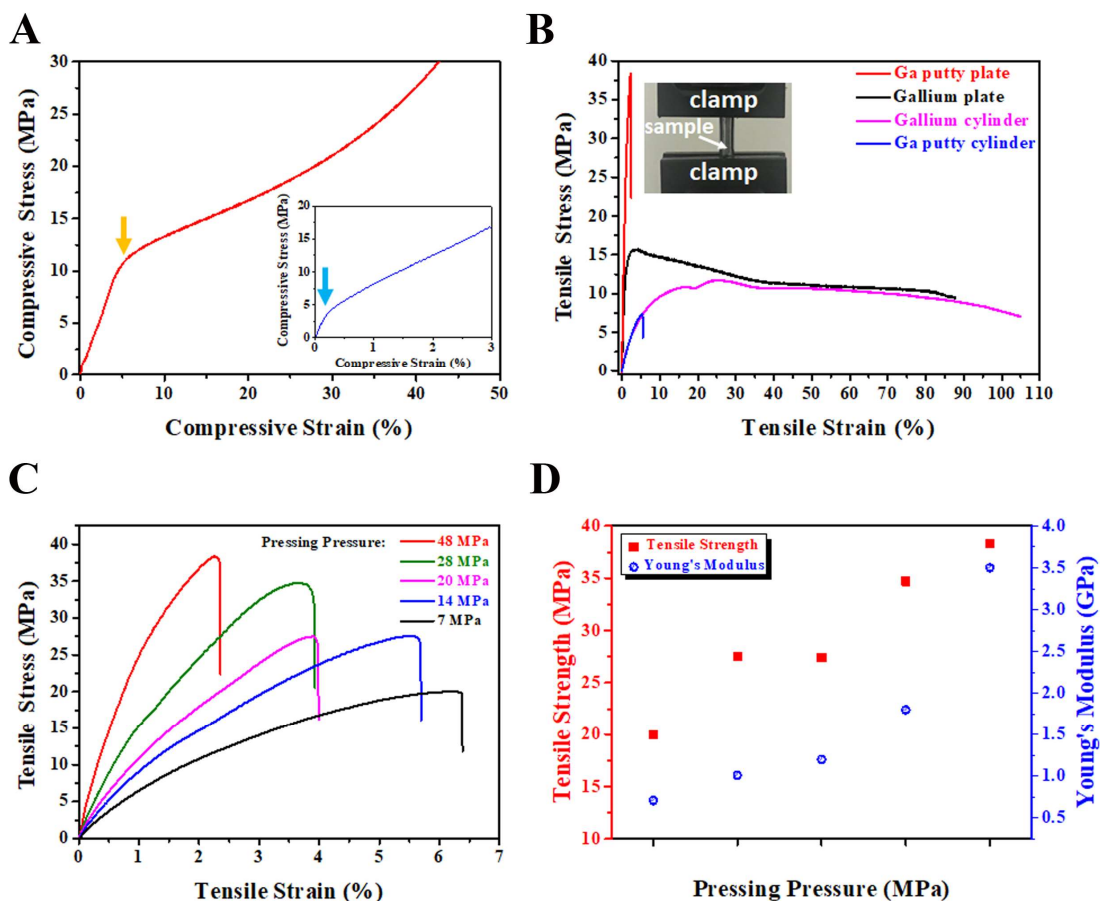 A
Compressive Stress (MPa)
30
25
20
15
10
5
0
0 10 20 30 40 50
Compressive Strain (%)
Compressive Stress (MPa)
20
15
10
5
0
0 1 2 3
Compressive Strain (%)
B
Tensile Stress (MPa)
40
35
30
25
20
15
10
5
0
0 10 20 30 40 50 60 70 80 90 100 110
Tensile Strain (%)
clamp
sample
clamp
Ga putty plate
Gallium plate
Gallium cylinder
Ga putty cylinder
C
Tensile Stress (MPa)
40
35
30
25
20
15
10
5
0
0 1 2 3 4 5 6 7
Tensile Strain (%)
Pressing Pressure:
48 MPa
28 MPa
20 MPa
14 MPa
7 MPa
D
Tensile Strength (MPa)
40
35
30
25
20
15
10
Tensile Strength
Young's Modulus
4.0
3.5
3.0
2.5
2.0
1.5
1.0
0.5
Young's Modulus (GPa)
Pressing Pressure (MPa)